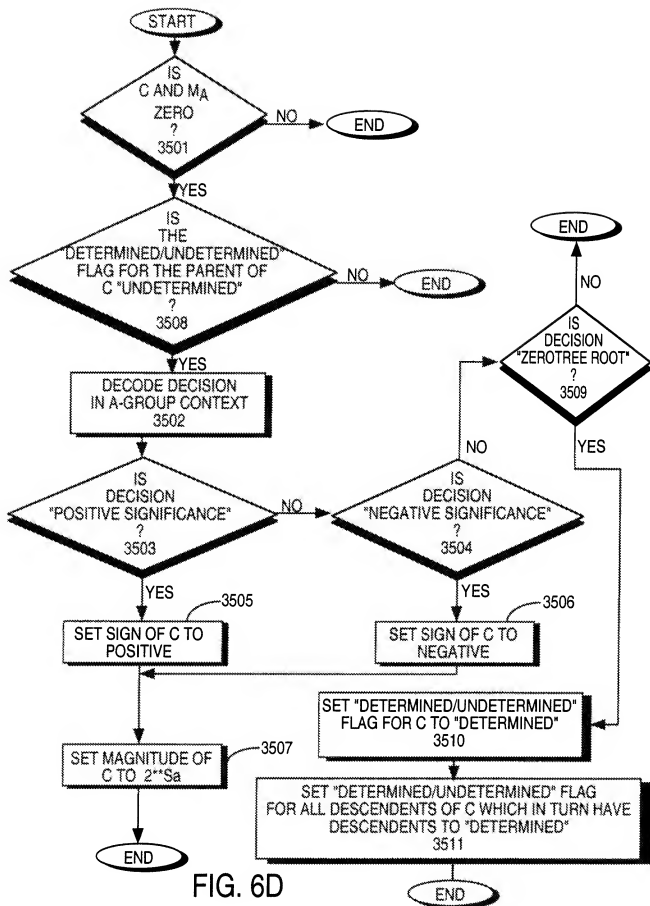 START
IS
C AND MA
ZERO
?
3501
NO
END
YES
IS
THE
"DETERMINED/UNDETERMINED"
FLAG FOR THE PARENT OF
C "UNDETERMINED"
?
3508
NO
END
YES
DECODE DECISION
IN A-GROUP CONTEXT
3502
IS
DECISION
"POSITIVE SIGNIFICANCE"
?
3503
NO
IS
DECISION
"NEGATIVE SIGNIFICANCE"
?
3504
NO
END
NO
IS
DECISION
"ZEROTREE ROOT"
?
3509
YES
YES
3505
SET SIGN OF C TO
POSITIVE
YES
3506
SET SIGN OF C TO
NEGATIVE
SET MAGNITUDE OF
C TO 2**Sa
3507
END
SET "DETERMINED/UNDETERMINED"
FLAG FOR C TO "DETERMINED"
3510
SET "DETERMINED/UNDETERMINED" FLAG
FOR ALL DESCENDENTS OF C WHICH IN TURN HAVE
DESCENDENTS TO "DETERMINED"
3511
END
FIG. 6D